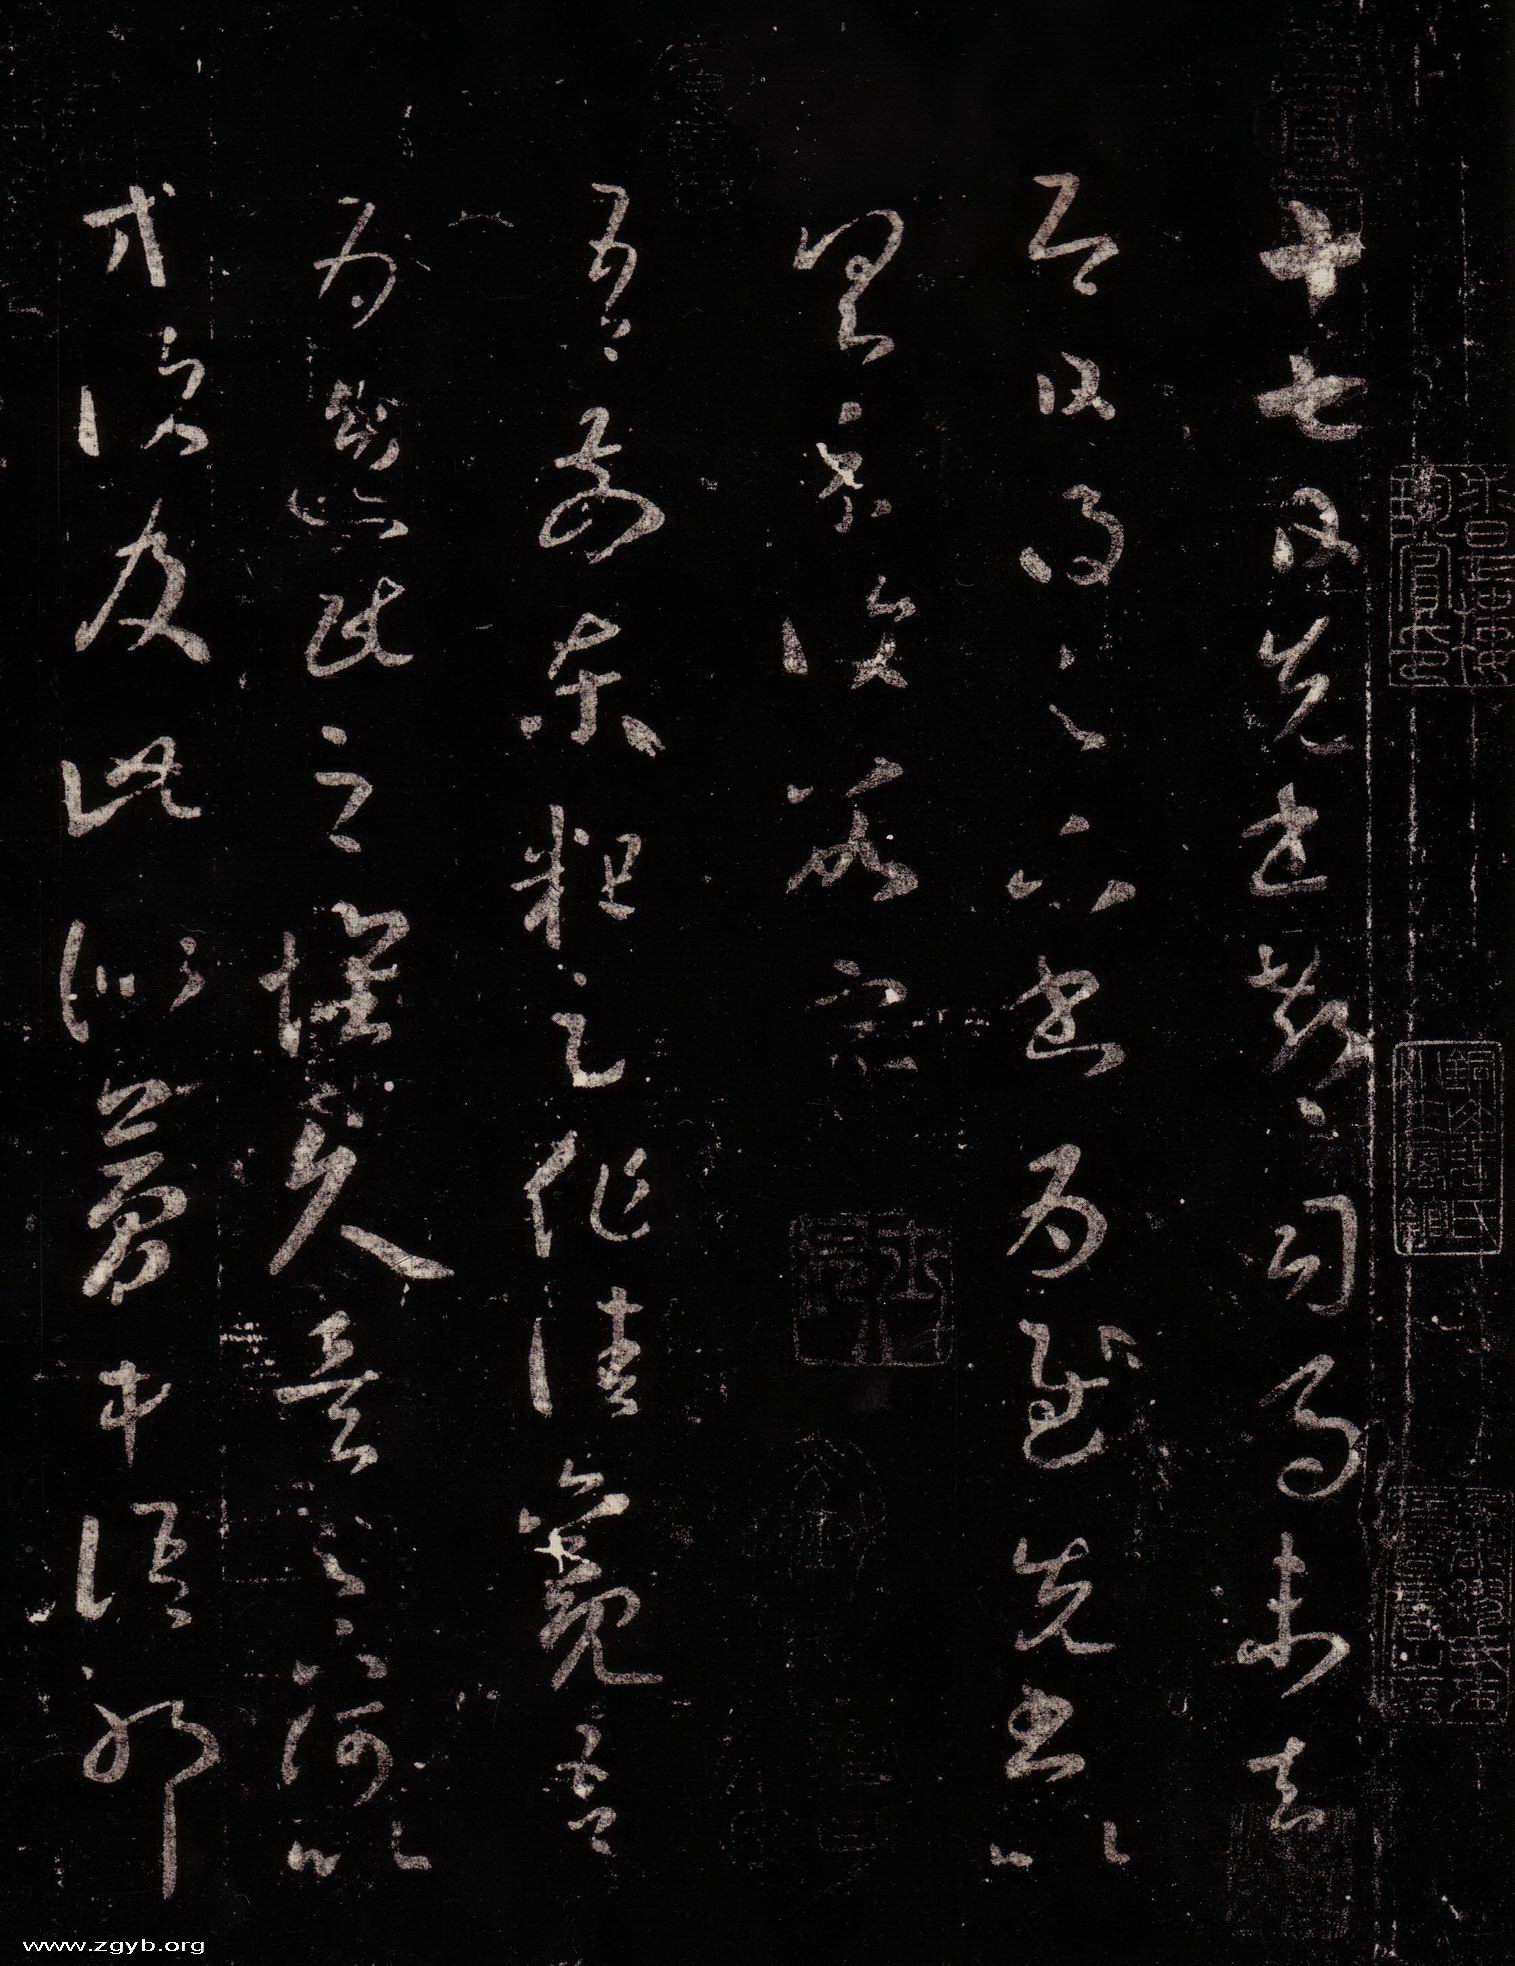 十七日先書郗司馬未去
即日得足下書為慰先書以
具示復數字
吾前東粗足作佳觀吾
為逸民之懷久矣足下何以
方復及此似夢中語耶
www.zgyb.org